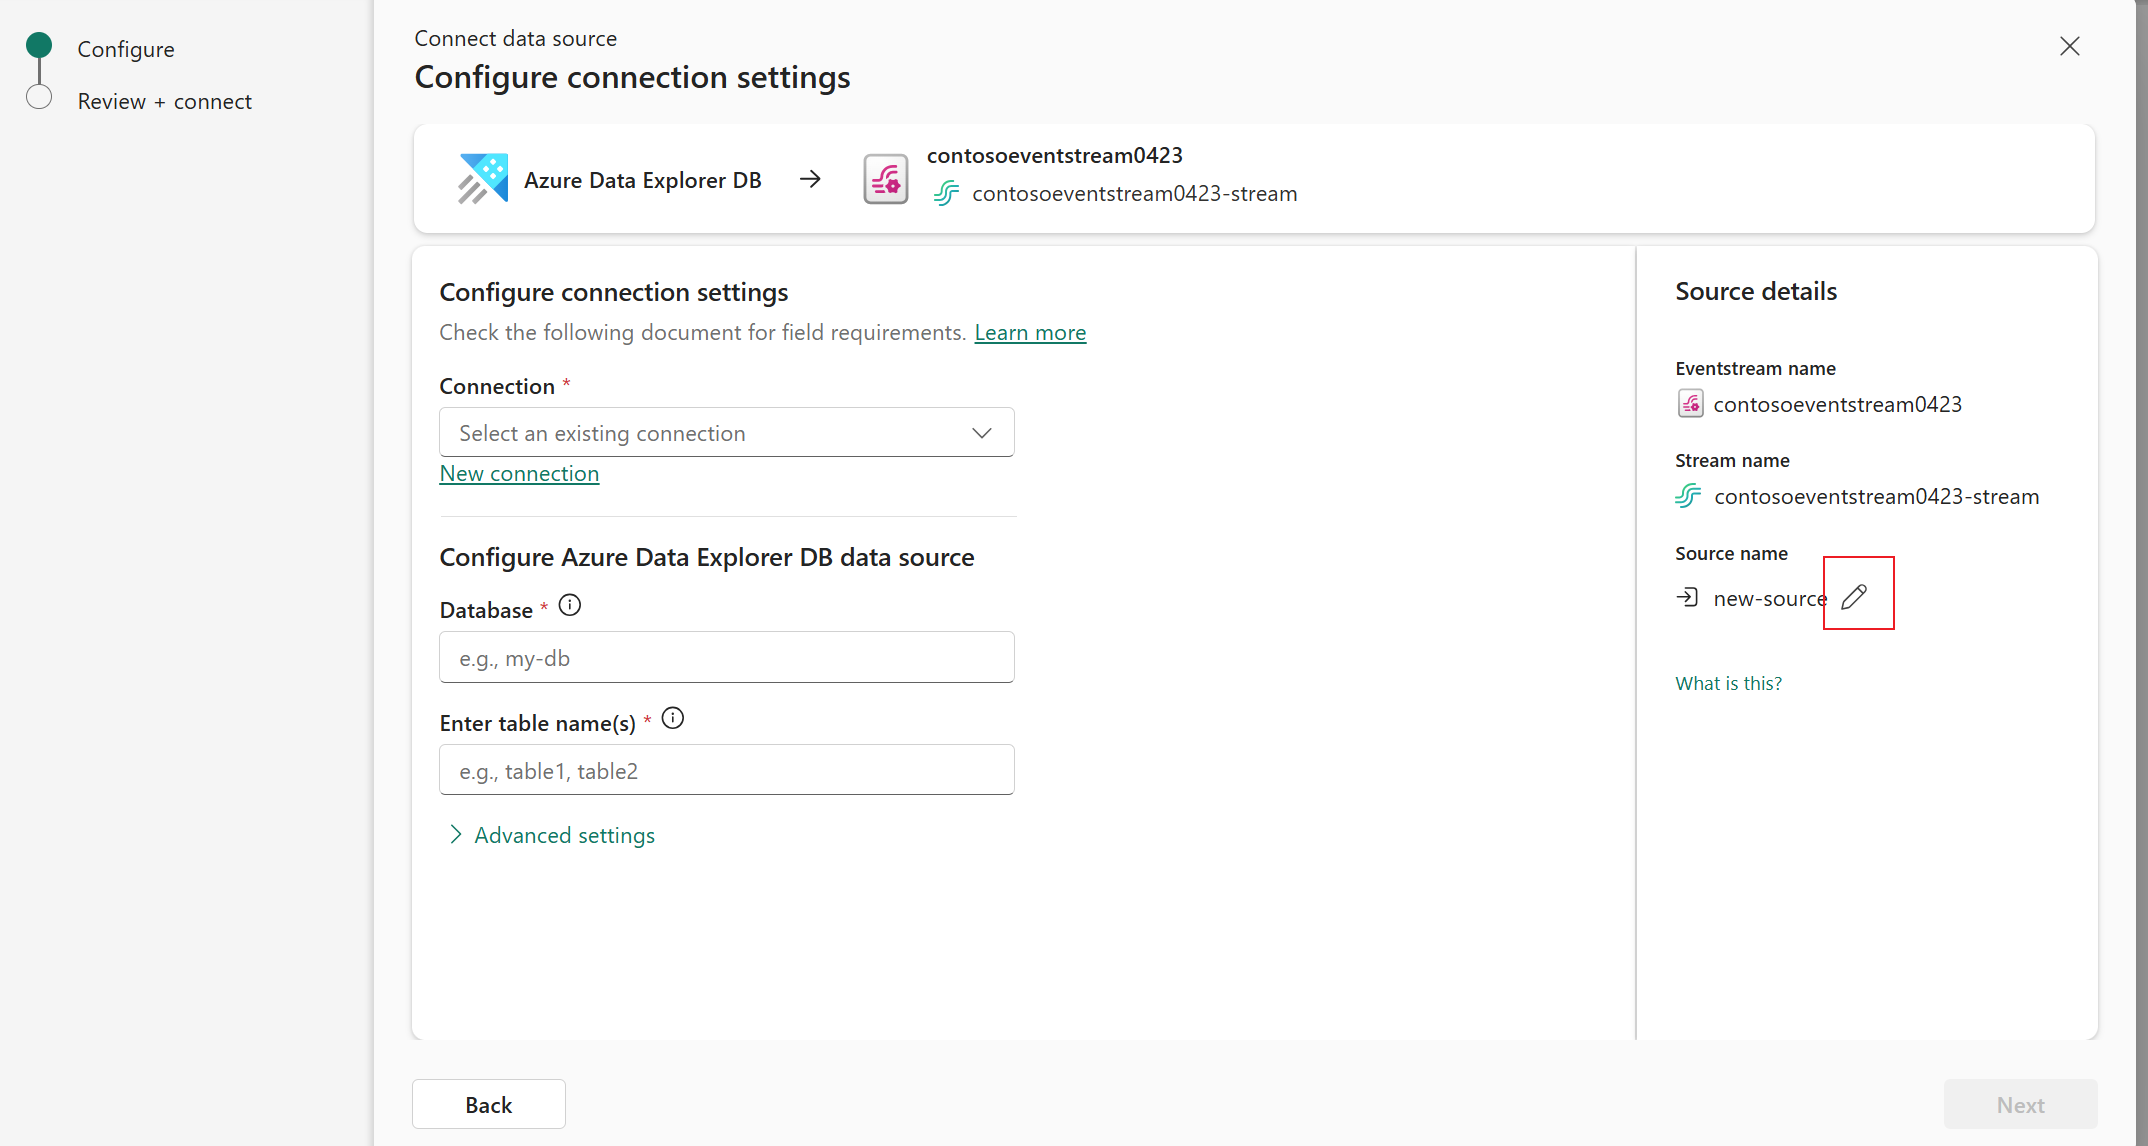 Configure
Review + connect
Connect data source
Configure connection settings
Azure Data Explorer DB
contosoeventstream0423
contosoeventstream0423-stream
Configure connection settings
Check the following document for field requirements. Learn more
Connection *
Select an existing connection
New connection
Configure Azure Data Explorer DB data source
Database *
e.g., my-db
Enter table name(s) *
e.g., table1, table2
Advanced settings
Source details
Eventstream name
contosoeventstream0423
Stream name
contosoeventstream0423-stream
Source name
new-source
What is this?
Back
Next